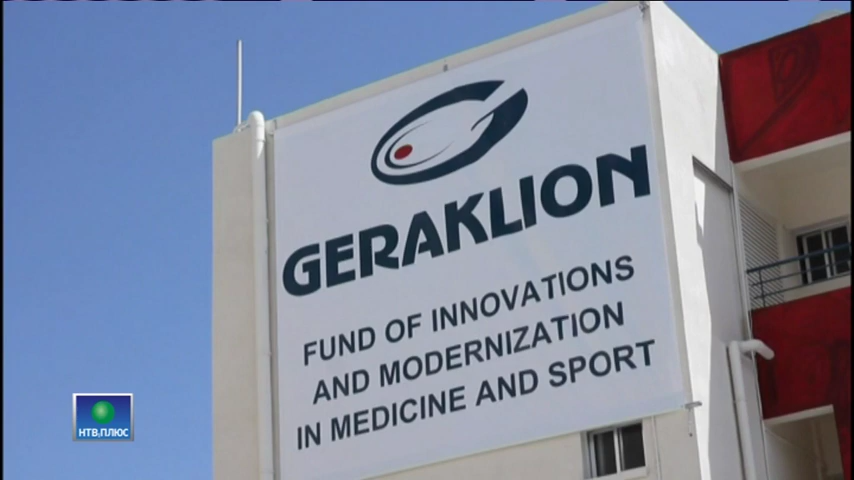 GERAKLION
FUND OF INNOVATIONS
AND MODERNIZATION
IN MEDICINE AND SPORT
НТВ.ПЛЮС